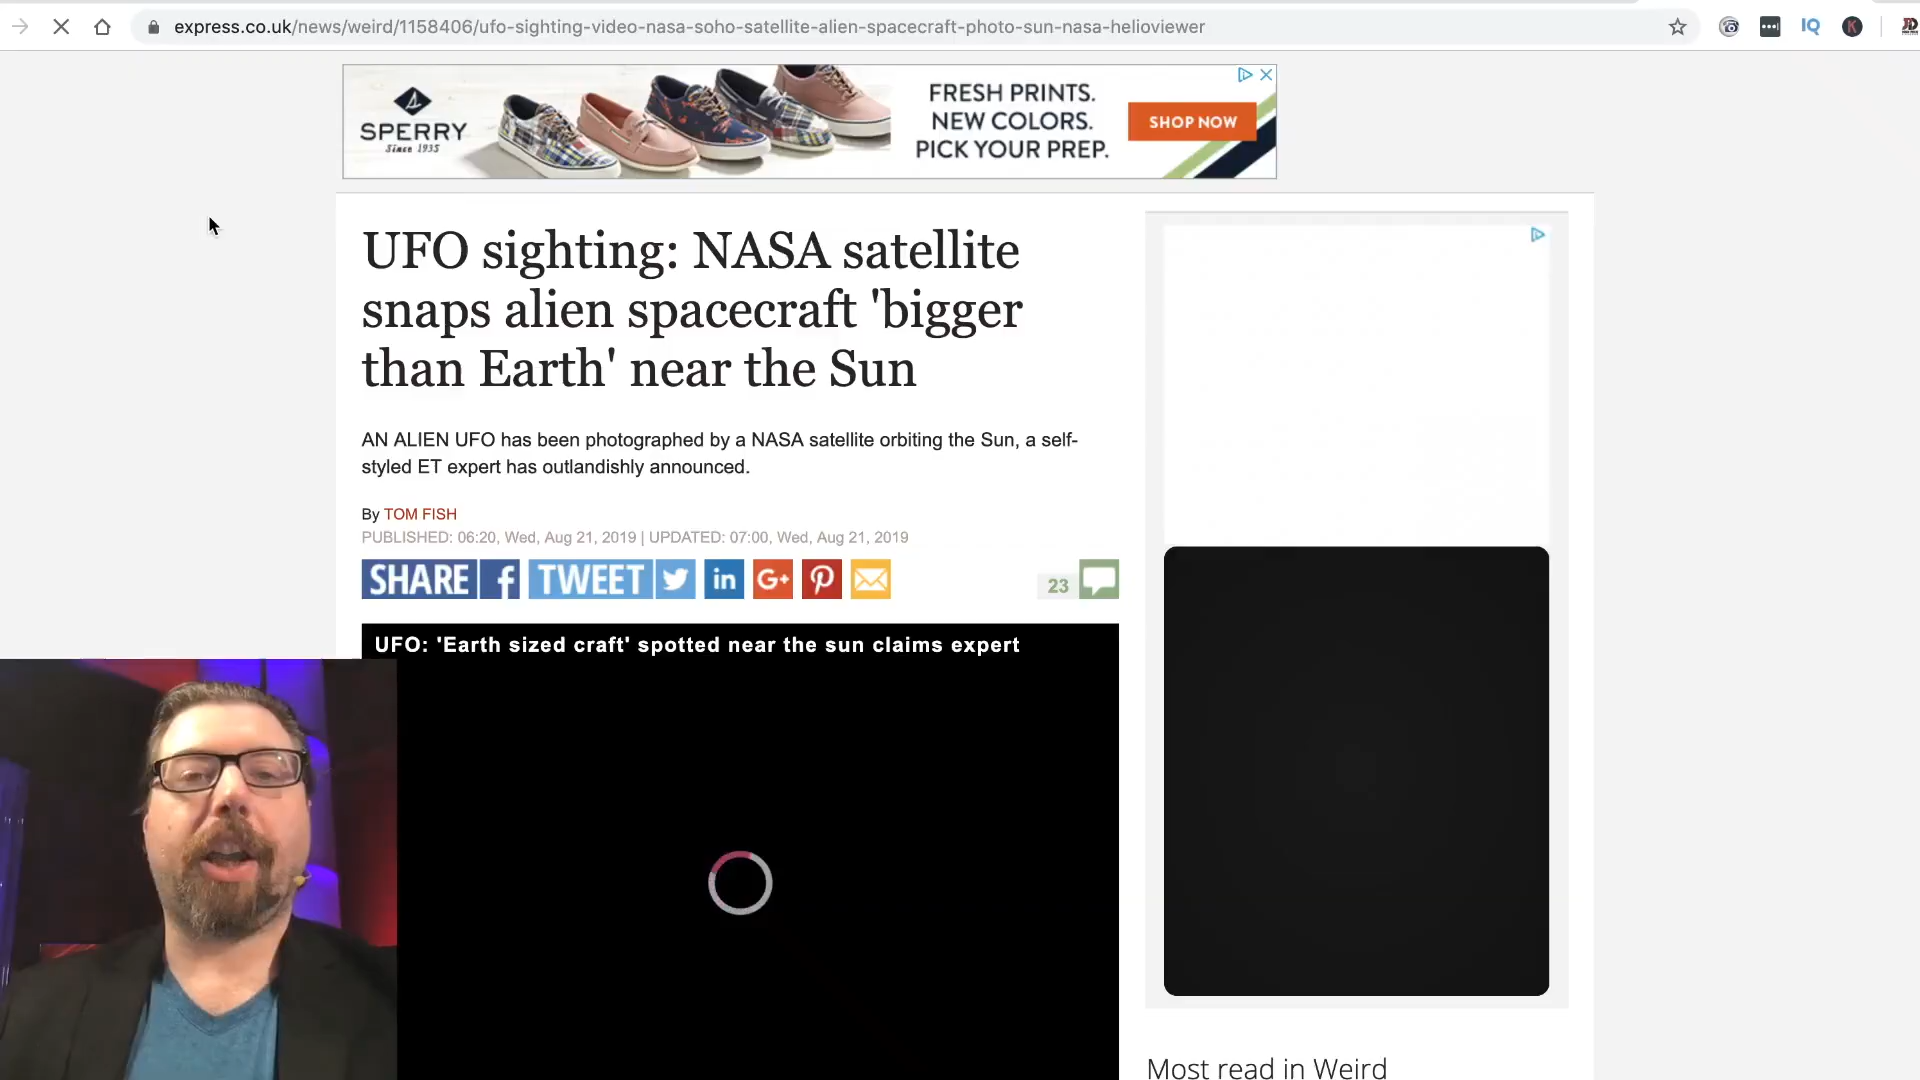 express.co.uk/news/weird/1158406/ufo-sighting-video-nasa-soho-satellite-alien-spacecraft-photo-sun-nasa-helioviewer
IQ
K
SPERRY
Since 1935
FRESH PRINTS.
NEW COLORS.
PICK YOUR PREP.
SHOP NOW
UFO sighting: NASA satellite
snaps alien spacecraft 'bigger
than Earth' near the Sun
AN ALIEN UFO has been photographed by a NASA satellite orbiting the Sun, a self-
styled ET expert has outlandishly announced.
By TOM FISH
PUBLISHED: 06:20, Wed, Aug 21, 2019 | UPDATED: 07:00, Wed, Aug 21, 2019
SHARE f TWEET in G+ 23
UFO: 'Earth sized craft' spotted near the sun claims expert
Most read in Weird